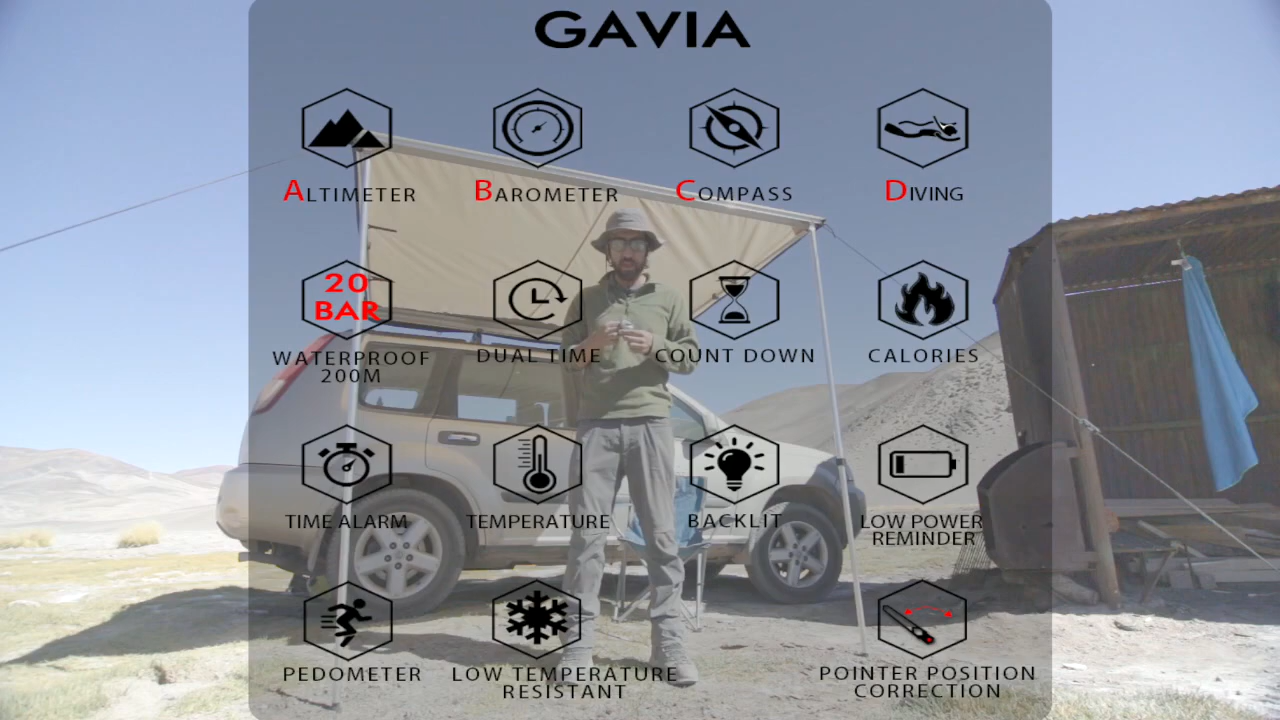 GAVIA
ALTIMETER
BAROMETER
COMPASS
DIVING
20
BAR
WATERPROOF
200M
DUAL TIME
COUNT DOWN
CALORIES
TIME ALARM
TEMPERATURE
BACKLIT
LOW POWER
REMINDER
PEDOMETER
LOW TEMPERATURE
RESISTANT
POINTER POSITION
CORRECTION